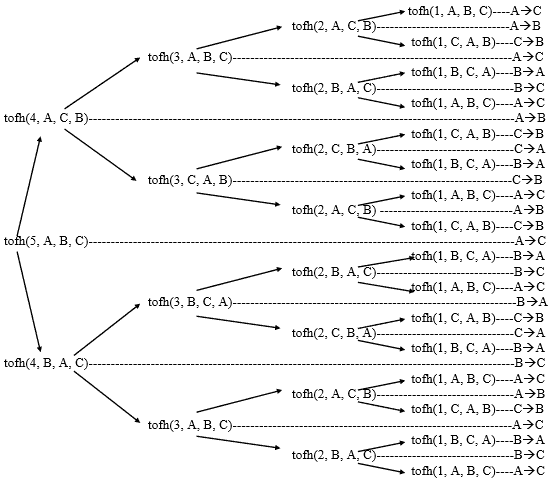 tofh(1, A, B, C)----A→C
tofh(2, A, C, B)----A→B
tofh(1, C, A, B)----C→B
tofh(3, A, B, C)----A→C
tofh(1, B, C, A)----B→A
tofh(2, B, A, C)----B→C
tofh(1, A, B, C)----A→C
tofh(4, A, C, B)----A→B
tofh(1, C, A, B)----C→B
tofh(2, C, B, A)----C→A
tofh(1, B, C, A)----B→A
tofh(3, C, A, B)----C→B
tofh(1, A, B, C)----A→C
tofh(2, A, C, B)----A→B
tofh(1, C, A, B)----C→B
tofh(5, A, B, C)----A→C
tofh(1, B, C, A)----B→A
tofh(2, B, A, C)----B→C
tofh(1, A, B, C)----A→C
tofh(3, B, C, A)----B→A
tofh(1, C, A, B)----C→B
tofh(2, C, B, A)----C→A
tofh(1, B, C, A)----B→A
tofh(4, B, A, C)----B→C
tofh(1, A, B, C)----A→C
tofh(2, A, C, B)----A→B
tofh(1, C, A, B)----C→B
tofh(3, A, B, C)----A→C
tofh(1, B, C, A)----B→A
tofh(2, B, A, C)----B→C
tofh(1, A, B, C)----A→C